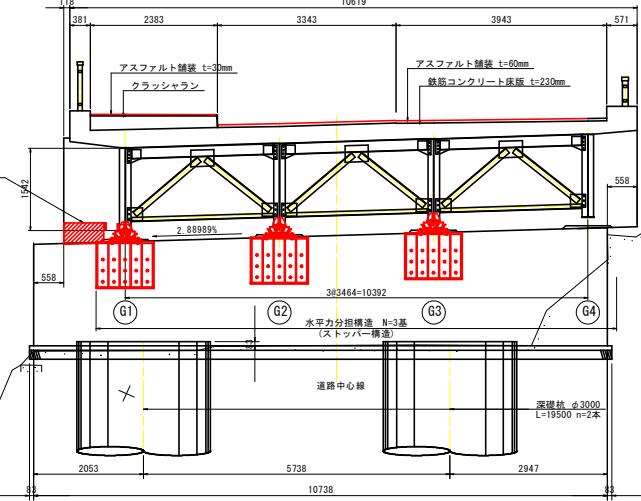 118
10619
381
2383
3343
3943
571
アスファルト舗装 t=30mm
クラッシャラン
アスファルト舗装 t=60mm
鉄筋コンクリート床版 t=230mm
1542
558
2.88989%
558
3@3464=10392
G1
G2
G3
G4
水平力分担構造 N=3基
(ストッパー構造)
道路中心線
深礎杭 φ3000
L=19500 n=2本
2053
5738
2947
83
10738
83